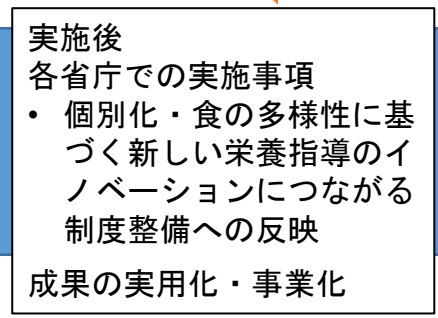 実施後
各省庁での実施事項
• 個別化・食の多様性に基
づく新しい栄養指導のイ
ノベーションにつながる
制度整備への反映
成果の実用化・事業化